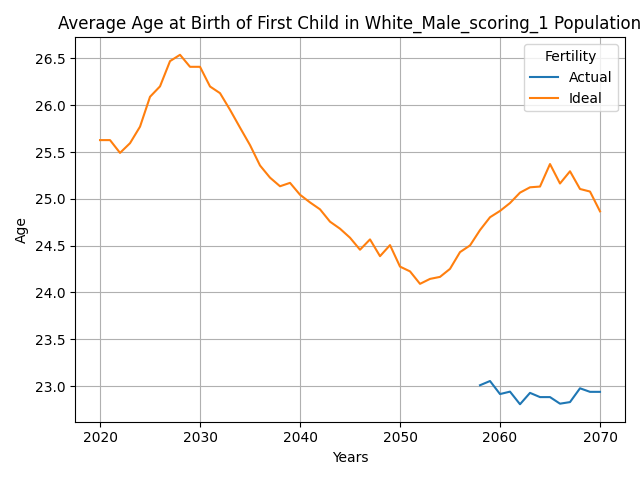 Average Age at Birth of First Child in White_Male_scoring_1 Population
Fertility
Actual
Ideal
26.5
26.0
25.5
25.0
24.5
24.0
23.5
23.0
Age
2020 2030 2040 2050 2060 2070
Years